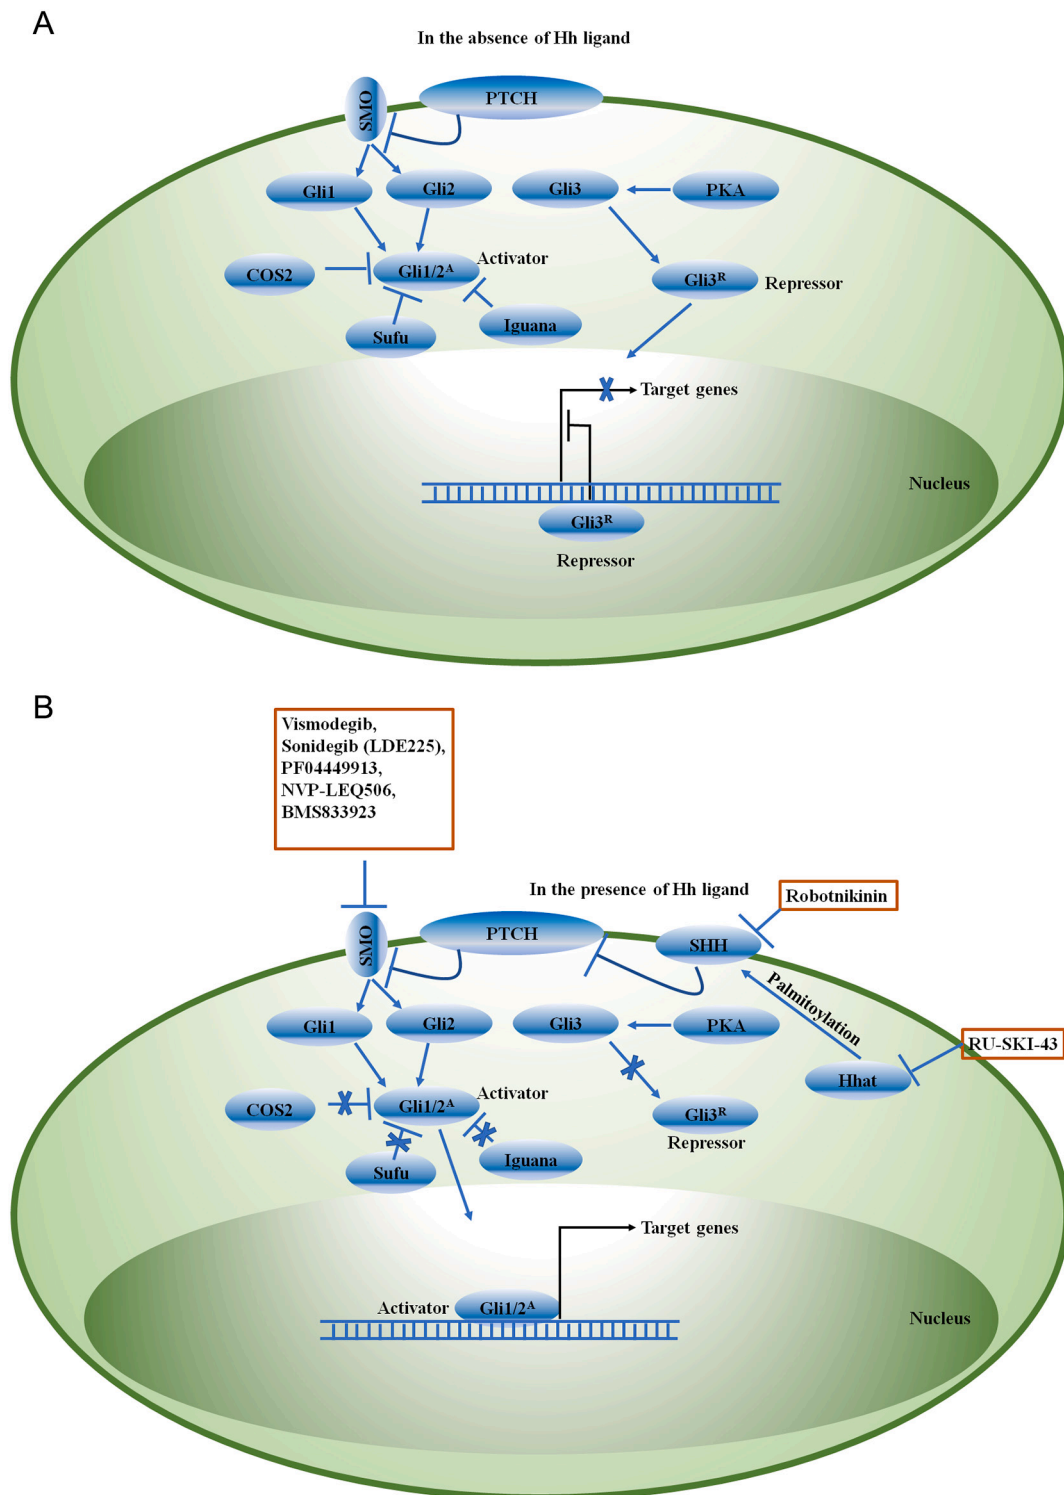 A
In the absence of Hh ligand
SMO
PTCH
Gli1
Gli2
Gli3
PKA
COS2
Gli1/2ᴬ
Activator
Gli3ᴿ
Repressor
Sufu
Iguana
Target genes
Nucleus
Gli3ᴿ
Repressor
B
Vismodegib,
Sonidegib (LDE225),
PF04449913,
NVP-LEQ506,
BMS833923
In the presence of Hh ligand
Robotnikinin
SMO
PTCH
SHH
Palmitoylation
Gli1
Gli2
Gli3
PKA
RU-SKI-43
Hhat
COS2
Gli1/2ᴬ
Activator
Gli3ᴿ
Repressor
Sufu
Iguana
Target genes
Activator
Gli1/2ᴬ
Nucleus